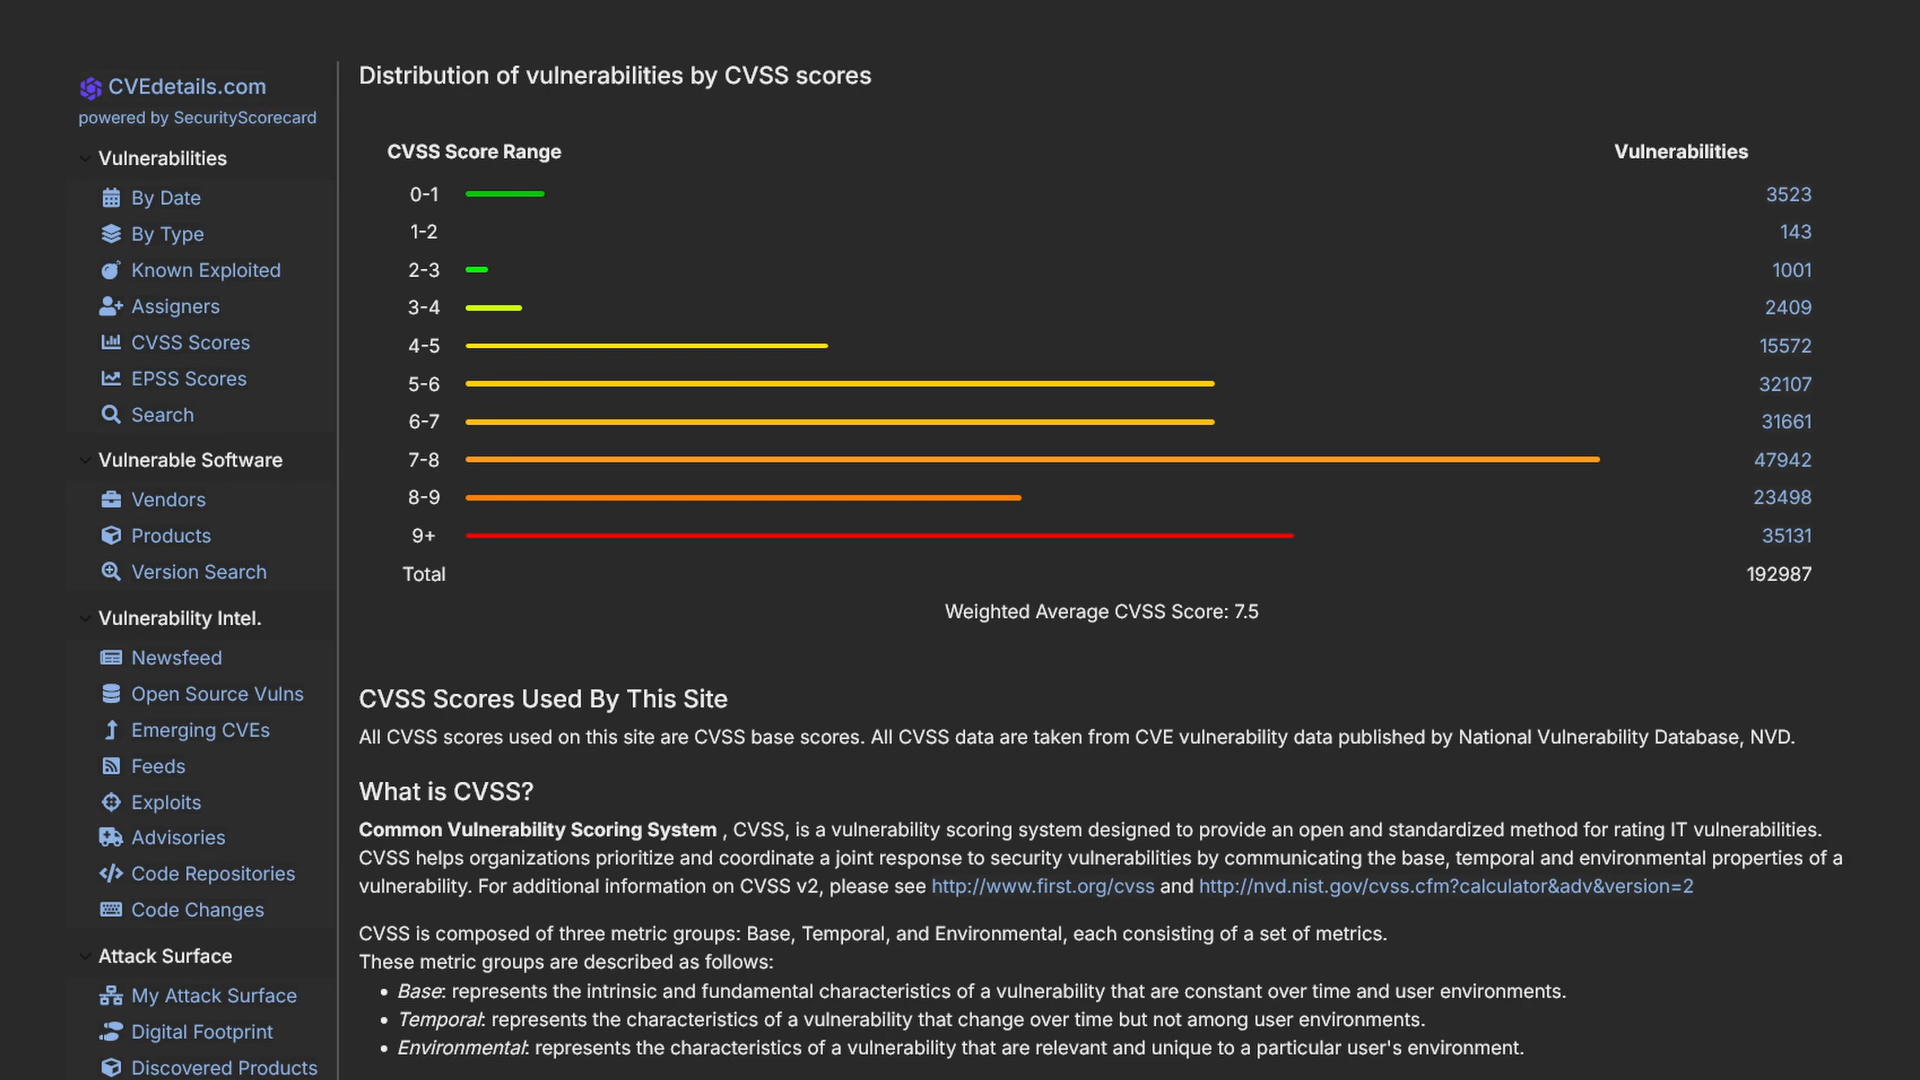 CVEdetails.com
powered by SecurityScorecard
Vulnerabilities
By Date
By Type
Known Exploited
Assigners
CVSS Scores
EPSS Scores
Search
Vulnerable Software
Vendors
Products
Version Search
Vulnerability Intel.
Newsfeed
Open Source Vulns
Emerging CVEs
Feeds
Exploits
Advisories
Code Repositories
Code Changes
Attack Surface
My Attack Surface
Digital Footprint
Discovered Products
Distribution of vulnerabilities by CVSS scores
CVSS Score Range Vulnerabilities
0-1 3523
1-2 143
2-3 1001
3-4 2409
4-5 15572
5-6 32107
6-7 31661
7-8 47942
8-9 23498
9+ 35131
Total 192987
Weighted Average CVSS Score: 7.5
CVSS Scores Used By This Site
All CVSS scores used on this site are CVSS base scores. All CVSS data are taken from CVE vulnerability data published by National Vulnerability Database, NVD.
What is CVSS?
Common Vulnerability Scoring System , CVSS, is a vulnerability scoring system designed to provide an open and standardized method for rating IT vulnerabilities.
CVSS helps organizations prioritize and coordinate a joint response to security vulnerabilities by communicating the base, temporal and environmental properties of a
vulnerability. For additional information on CVSS v2, please see http://www.first.org/cvss and http://nvd.nist.gov/cvss.cfm?calculator&adv&version=2
CVSS is composed of three metric groups: Base, Temporal, and Environmental, each consisting of a set of metrics.
These metric groups are described as follows:
• Base: represents the intrinsic and fundamental characteristics of a vulnerability that are constant over time and user environments.
• Temporal: represents the characteristics of a vulnerability that change over time but not among user environments.
• Environmental: represents the characteristics of a vulnerability that are relevant and unique to a particular user's environment.